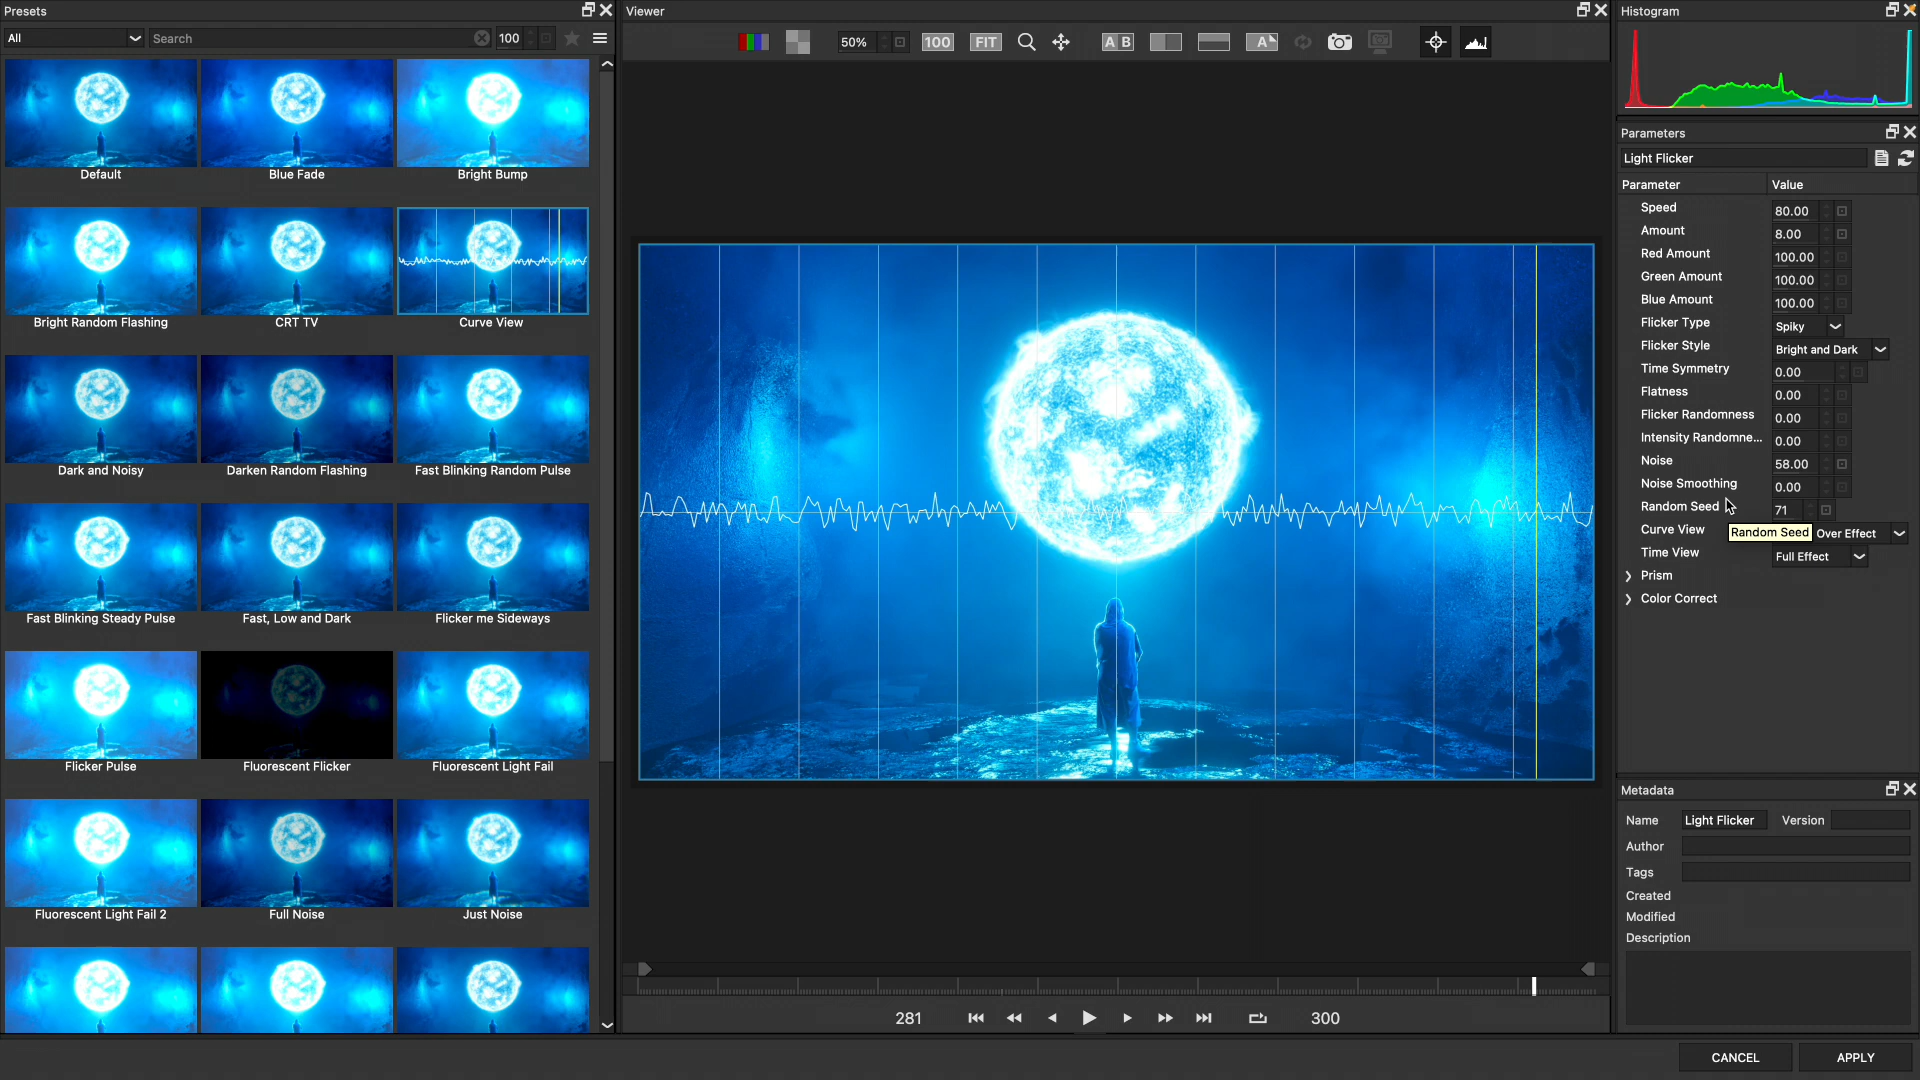 Presets
All
Search
100
Default
Blue Fade
Bright Bump
Bright Random Flashing
CRT TV
Curve View
Dark and Noisy
Darken Random Flashing
Fast Blinking Random Pulse
Fast Blinking Steady Pulse
Fast, Low and Dark
Flicker me Sideways
Flicker Pulse
Fluorescent Flicker
Fluorescent Light Fail
Fluorescent Light Fail 2
Full Noise
Just Noise
Viewer
50%
100
FIT
A B
A
281
300
Histogram
Parameters
Light Flicker
Parameter Value
Speed 80.00
Amount 8.00
Red Amount 100.00
Green Amount 100.00
Blue Amount 100.00
Flicker Type Spiky
Flicker Style Bright and Dark
Time Symmetry 0.00
Flatness 0.00
Flicker Randomness 0.00
Intensity Randomne... 0.00
Noise 58.00
Noise Smoothing 0.00
Random Seed 71
Curve View Random Seed Over Effect
Time View Full Effect
Prism
Color Correct
Metadata
Name Light Flicker Version
Author
Tags
Created
Modified
Description
CANCEL APPLY